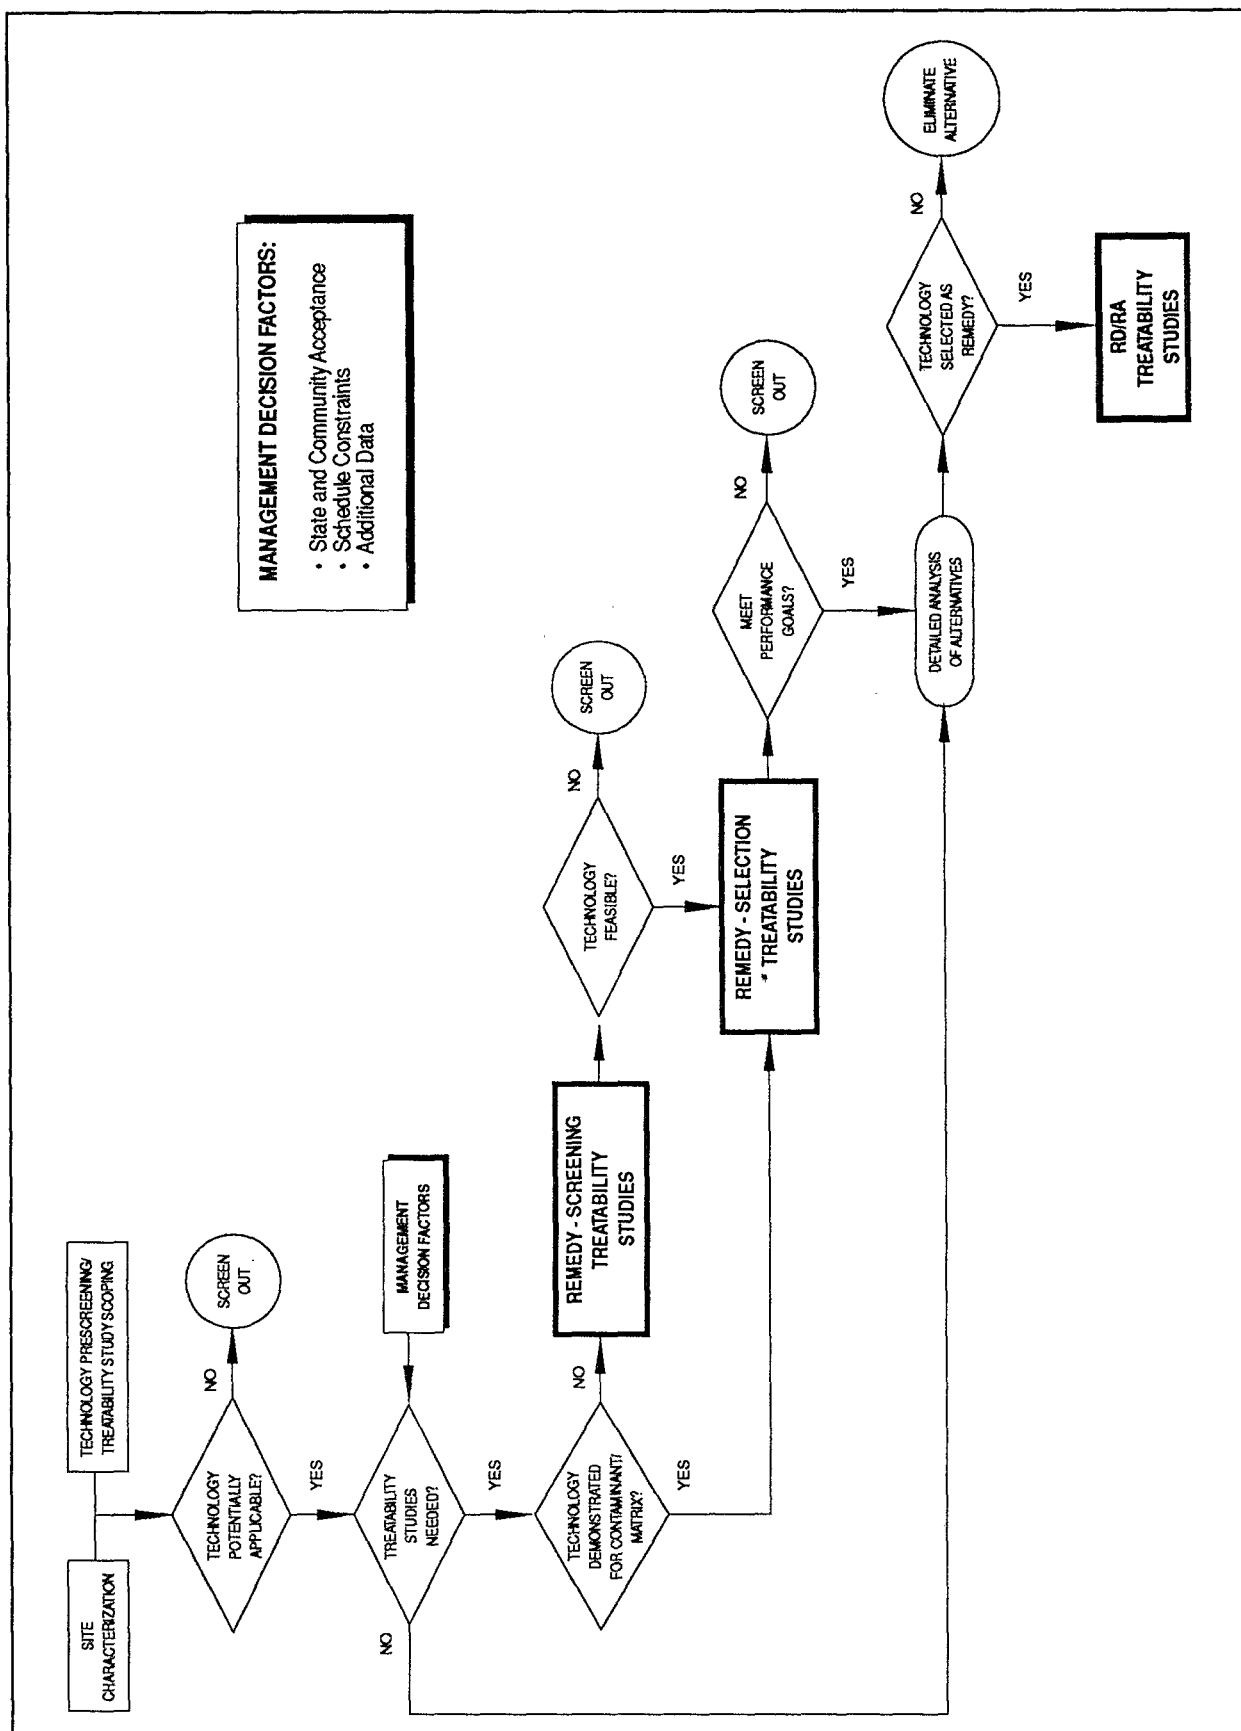 SITE
CHARACTERIZATION
TECHNOLOGY PRESCREENING/
TREATABILITY STUDY SCOPING
TECHNOLOGY
POTENTIALLY
APPLICABLE?
NO
SCREEN
OUT
YES
MANAGEMENT
DECISION FACTORS
TREATABILITY
STUDIES
NEEDED?
NO
YES
TECHNOLOGY
DEMONSTRATED
FOR CONTAMINANT/
MATRIX?
NO
YES
REMEDY - SCREENING
TREATABILITY
STUDIES
TECHNOLOGY
FEASIBLE?
NO
SCREEN
OUT
YES
REMEDY - SELECTION
TREATABILITY
STUDIES
MEET
PERFORMANCE
GOALS?
NO
SCREEN
OUT
YES
DETAILED ANALYSIS
OF ALTERNATIVES
TECHNOLOGY
SELECTED AS
REMEDY?
NO
ELIMINATE
ALTERNATIVE
YES
RD/RA
TREATABILITY
STUDIES
MANAGEMENT DECISION FACTORS:
• State and Community Acceptance
• Schedule Constraints
• Additional Data